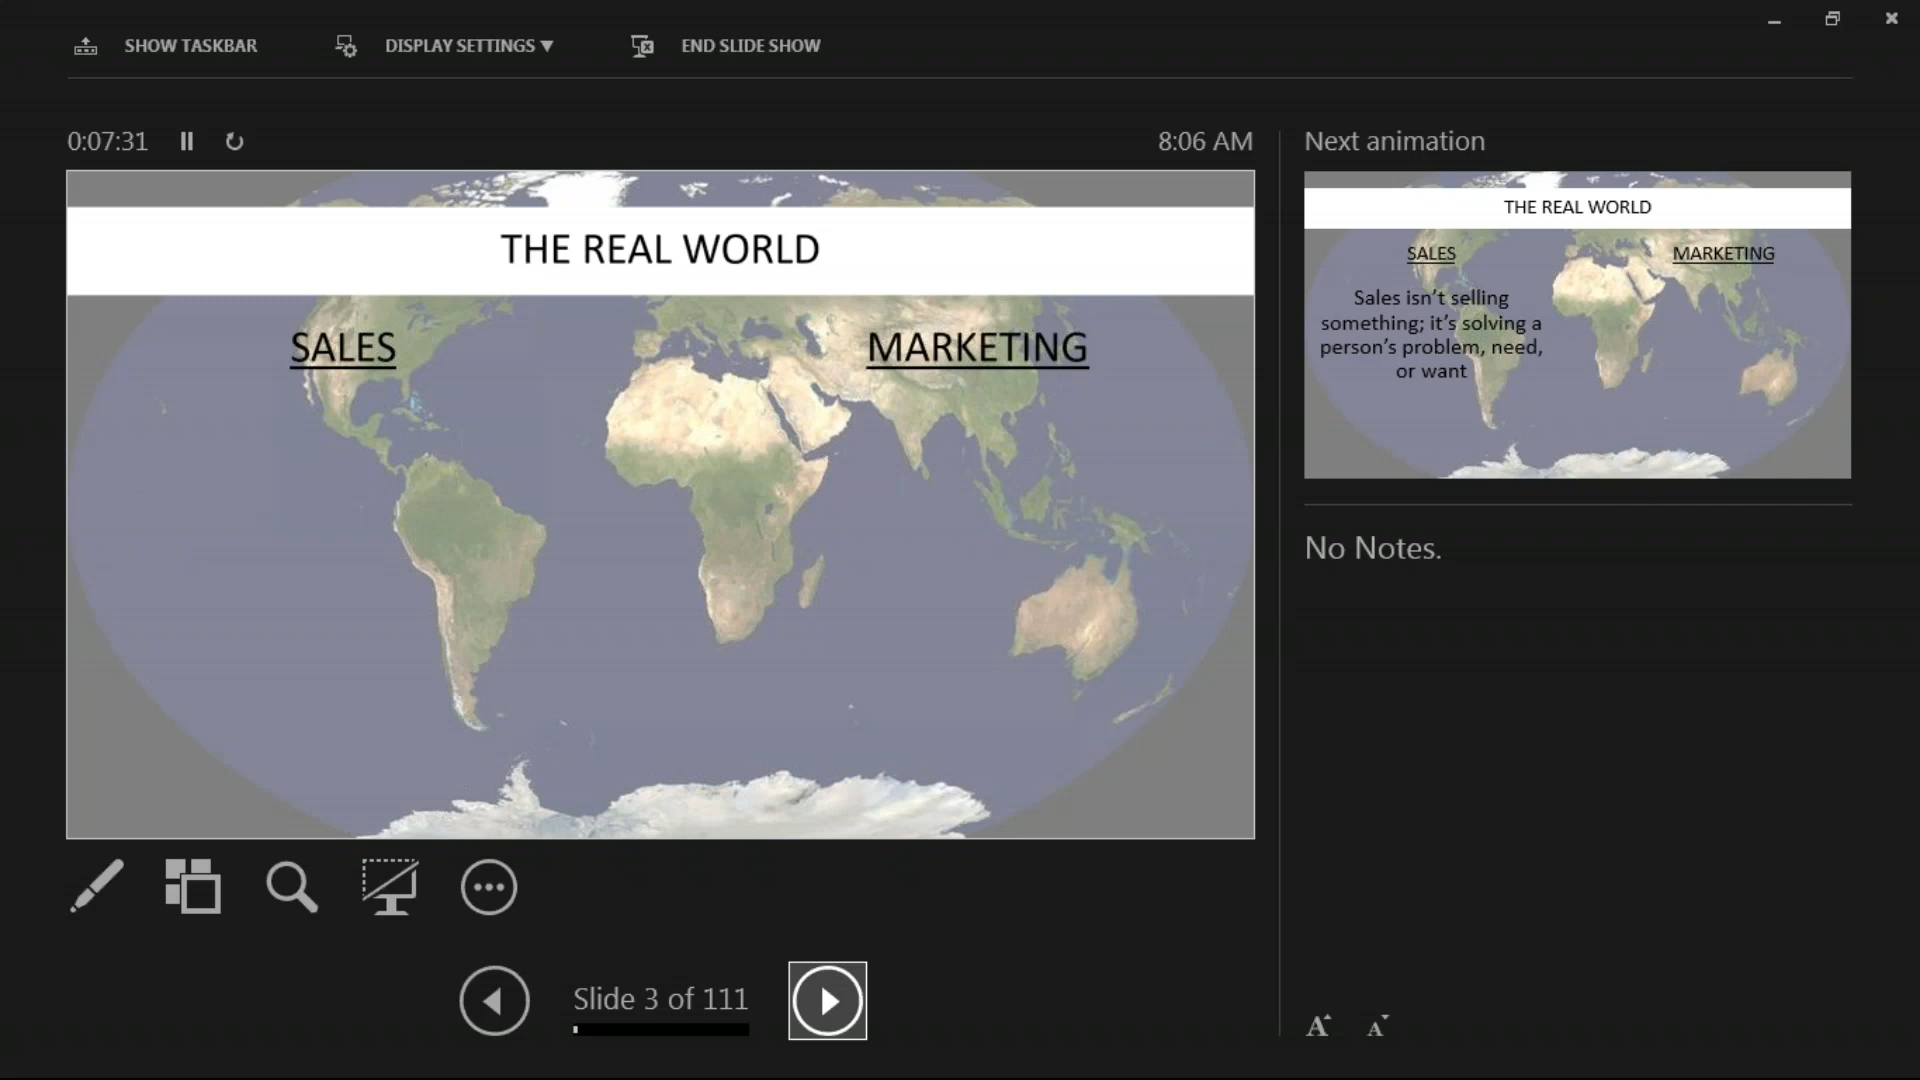 SHOW TASKBAR
DISPLAY SETTINGS ▼
END SLIDE SHOW
0:07:31
8:06 AM
THE REAL WORLD
SALES
MARKETING
Next animation
THE REAL WORLD
SALES
MARKETING
Sales isn't selling
something; it's solving a
person's problem, need,
or want
No Notes.
Slide 3 of 111
A
A